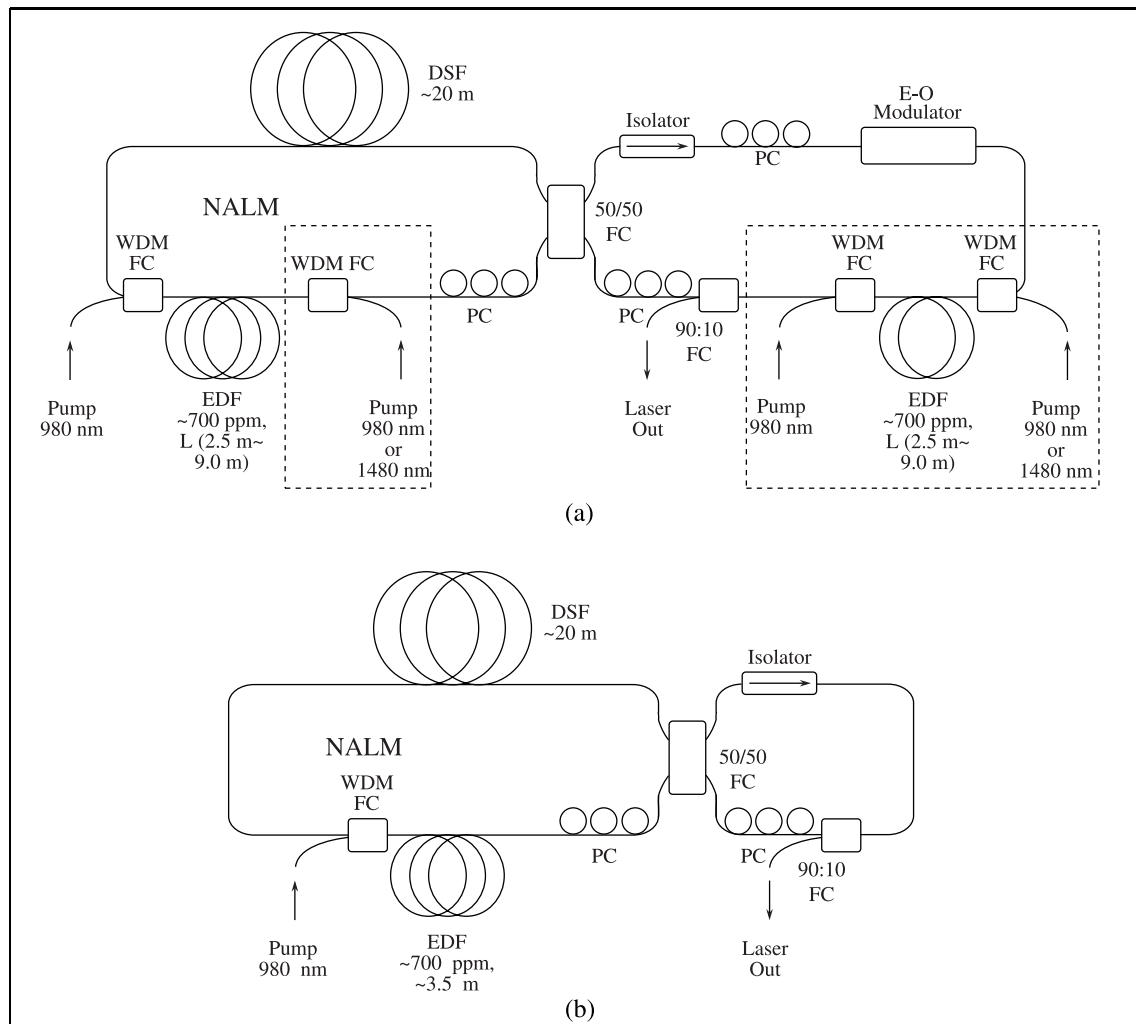 DSF
~20 m
E-O
Modulator
Isolator
PC
NALM
50/50
FC
WDM
FC
WDM FC
WDM
FC
WDM
FC
PC
PC
90:10
FC
Pump
980 nm
EDF
~700 ppm,
L (2.5 m~
9.0 m)
Pump
980 nm
or
1480 nm
Laser
Out
Pump
980 nm
EDF
~700 ppm,
L (2.5 m~
9.0 m)
Pump
980 nm
or
1480 nm
(a)
DSF
~20 m
Isolator
NALM
50/50
FC
WDM
FC
PC
PC
90:10
FC
Pump
980 nm
EDF
~700 ppm,
~3.5 m
Laser
Out
(b)